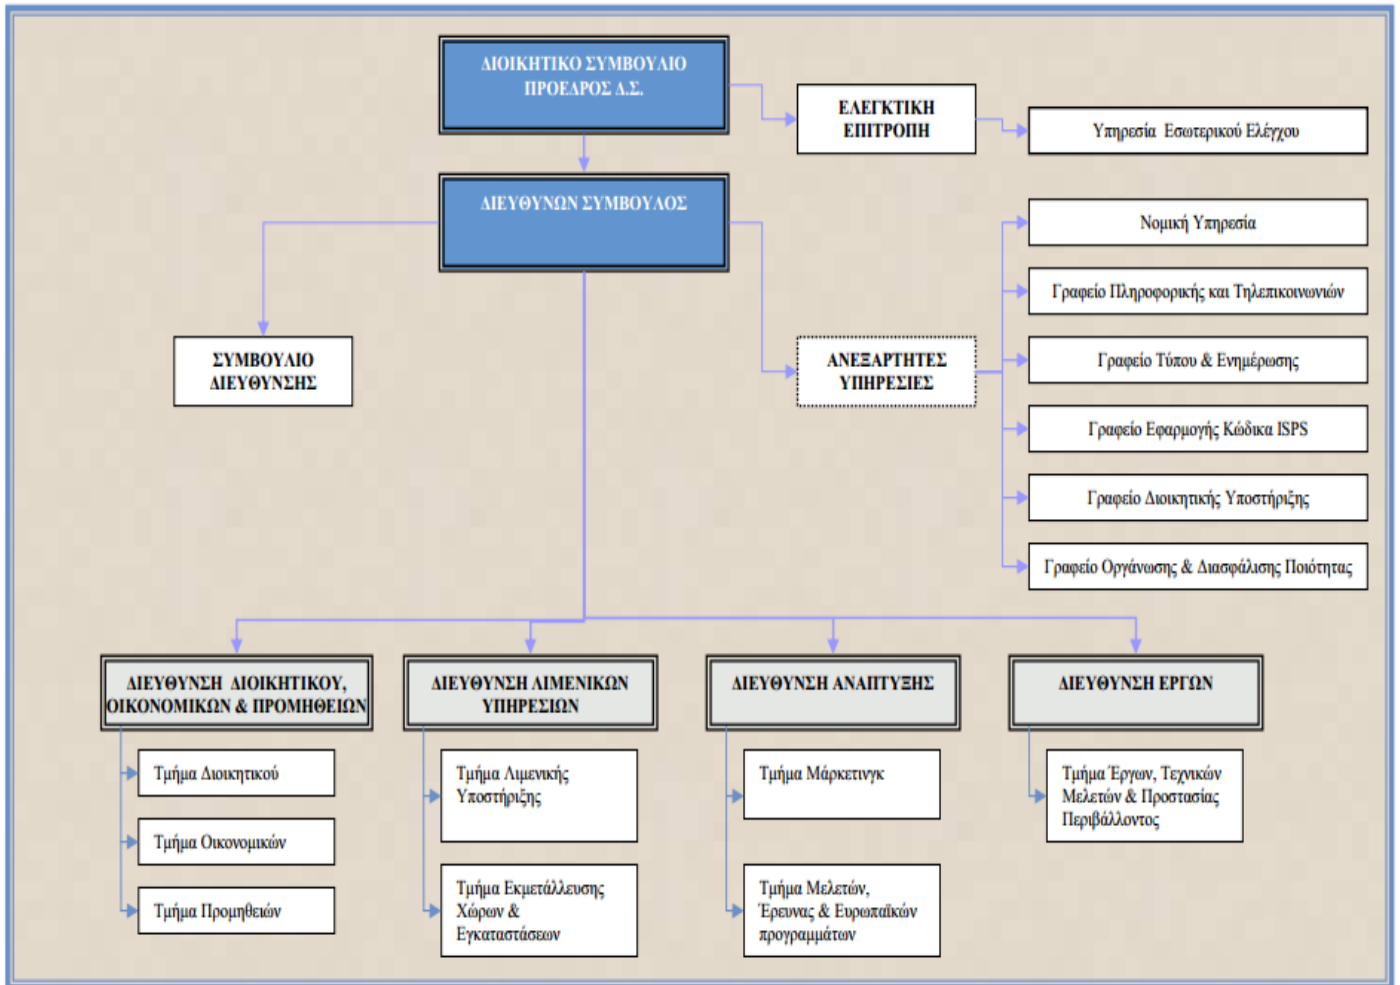 ΔΙΟΙΚΗΤΙΚΟ ΣΥΜΒΟΥΛΙΟ
ΠΡΟΕΔΡΟΣ Δ.Σ.
ΕΛΕΓΚΤΙΚΗ
ΕΠΙΤΡΟΠΗ
Υπηρεσία Εσωτερικού Ελέγχου
ΔΙΕΥΘΥΝΩΝ ΣΥΜΒΟΥΛΟΣ
ΣΥΜΒΟΥΛΙΟ
ΔΙΕΥΘΥΝΣΗΣ
ΑΝΕΞΑΡΤΗΤΕΣ
ΥΠΗΡΕΣΙΕΣ
Νομική Υπηρεσία
Γραφείο Πληροφορικής και Τηλεπικοινωνιών
Γραφείο Τύπου & Ενημέρωσης
Γραφείο Εφαρμογής Κώδικα ISPS
Γραφείο Διοικητικής Υποστήριξης
Γραφείο Οργάνωσης & Διασφάλισης Ποιότητας
ΔΙΕΥΘΥΝΣΗ ΔΙΟΙΚΗΤΙΚΟΥ,
ΟΙΚΟΝΟΜΙΚΩΝ & ΠΡΟΜΗΘΕΙΩΝ
Τμήμα Διοικητικού
Τμήμα Οικονομικών
Τμήμα Προμηθειών
ΔΙΕΥΘΥΝΣΗ ΛΙΜΕΝΙΚΩΝ
ΥΠΗΡΕΣΙΩΝ
Τμήμα Λιμενικής
Υποστήριξης
Τμήμα Εκμετάλλευσης
Χώρων &
Εγκαταστάσεων
ΔΙΕΥΘΥΝΣΗ ΑΝΑΠΤΥΞΗΣ
Τμήμα Μάρκετινγκ
Τμήμα Μελετών,
Έρευνας & Ευρωπαϊκών
προγραμμάτων
ΔΙΕΥΘΥΝΣΗ ΕΡΓΩΝ
Τμήμα Έργων, Τεχνικών
Μελετών & Προστασίας
Περιβάλλοντος